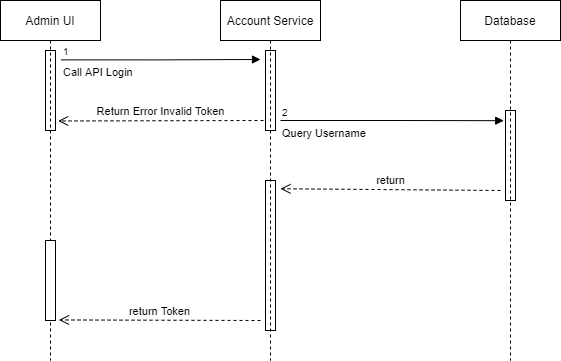 Admin UI
Account Service
Database
1
Call API Login
Return Error Invalid Token
2
Query Username
return
return Token